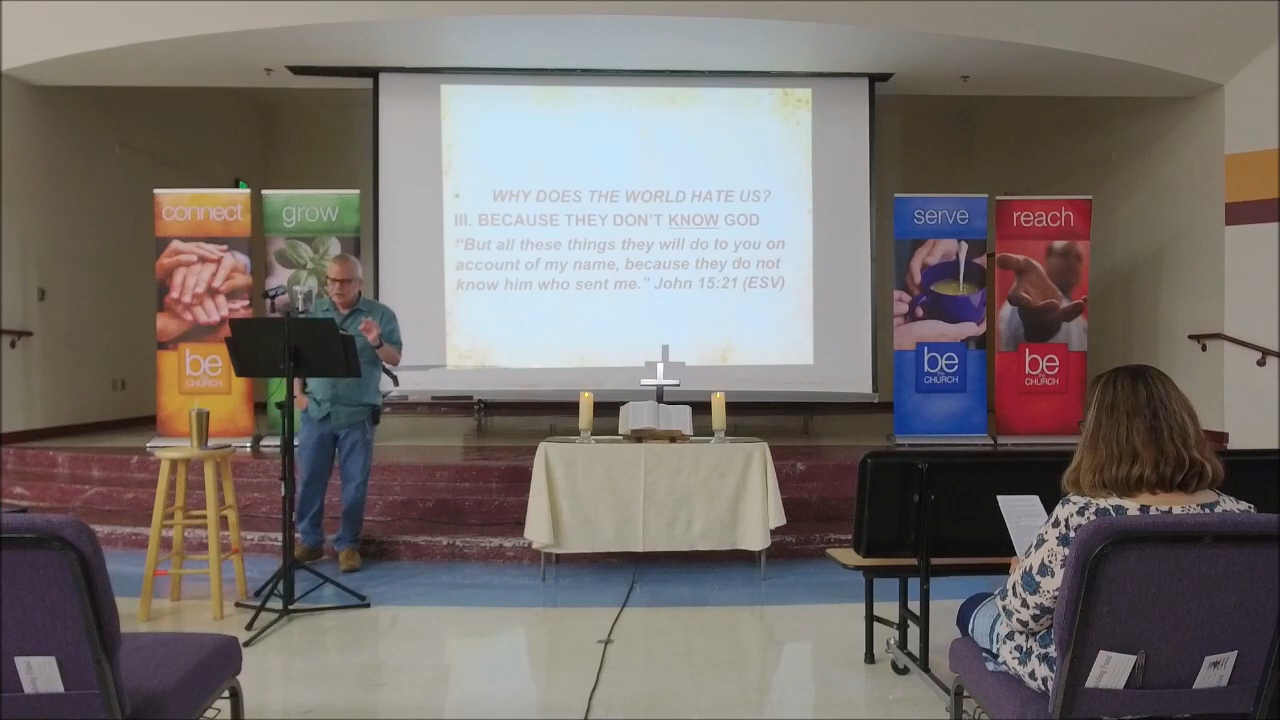 WHY DOES THE WORLD HATE US?
III. BECAUSE THEY DON'T KNOW GOD
"But all these things they will do to you on
account of my name, because they do not
know him who sent me." John 15:21 (ESV)
connect
be
CHURCH
grow
serve
be
the
CHURCH
reach
be
the
CHURCH